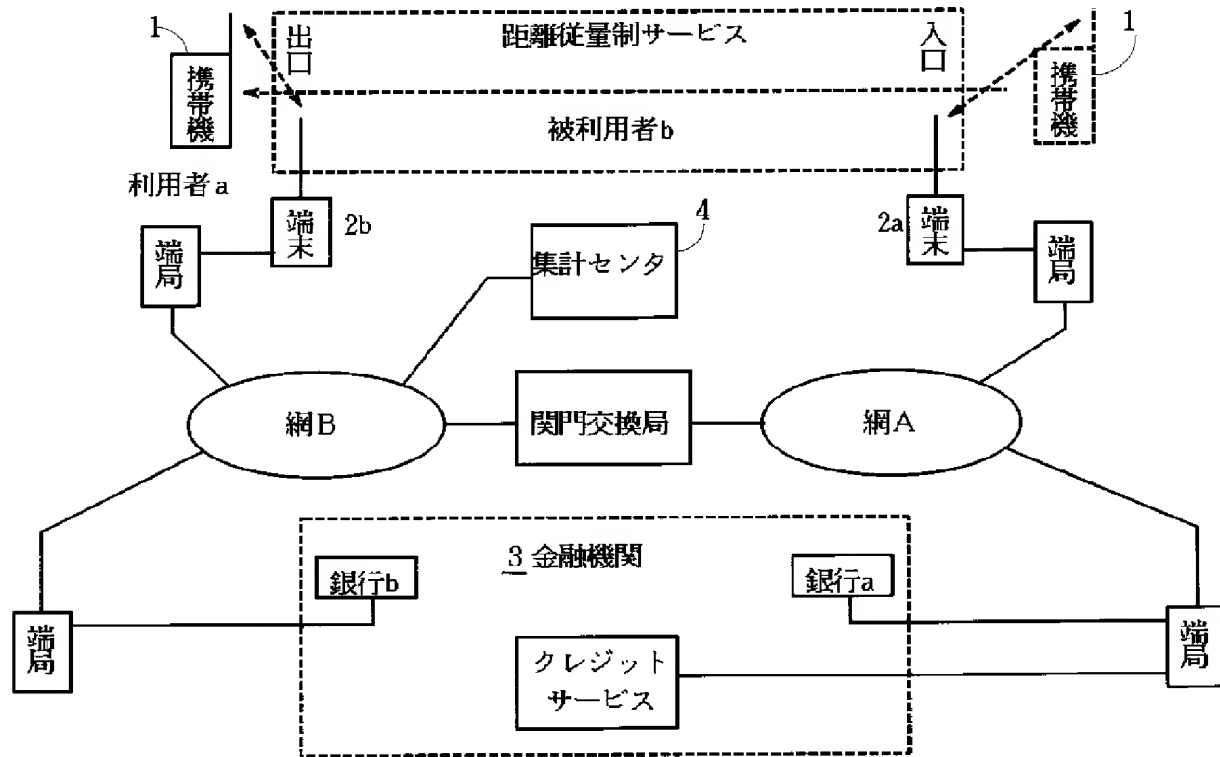 1
携帯機
出口
距離従量制サービス
入口
1
携帯機
被利用者b
利用者a
端末
2b
端局
4
集計センタ
2a
端末
端局
網B
関門交換局
網A
3 金融機関
銀行b
銀行a
端局
クレジット
サービス
端局